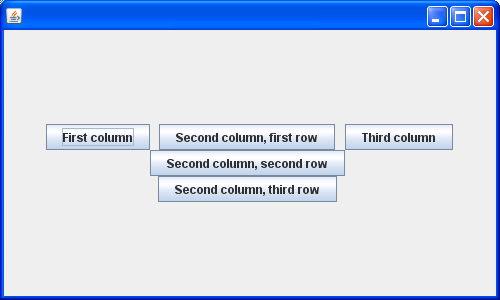 First column Second column, first row Third column
Second column, second row
Second column, third row